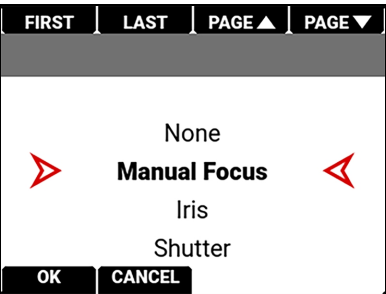 FIRST LAST PAGE▲ PAGE▼
None
Manual Focus
Iris
Shutter
OK CANCEL